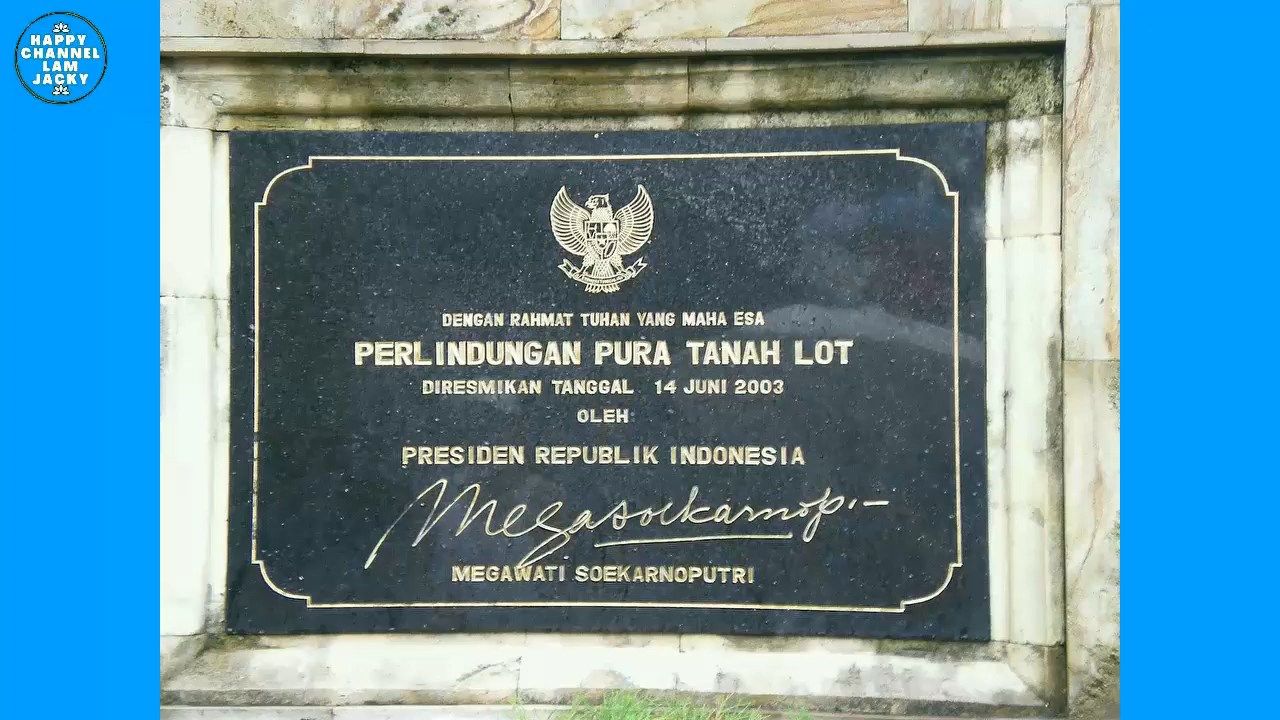 HAPPY
CHANNEL
LAM
JACKY
DENGAN RAHMAT TUHAN YANG MAHA ESA
PERLINDUNGAN PURA TANAH LOT
DIRESMIKAN TANGGAL 14 JUNI 2003
OLEH
PRESIDEN REPUBLIK INDONESIA
Megasoekarnop.-
MEGAWATI SOEKARNOPUTRI